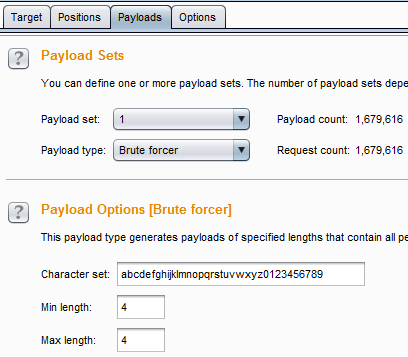 Target Positions Payloads Options
? Payload Sets
You can define one or more payload sets. The number of payload sets depe
Payload set: 1 Payload count: 1,679,616
Payload type: Brute forcer Request count: 1,679,616
? Payload Options [Brute forcer]
This payload type generates payloads of specified lengths that contain all pe
Character set: abcdefghijklmnopqrstuvwxyz0123456789
Min length: 4
Max length: 4